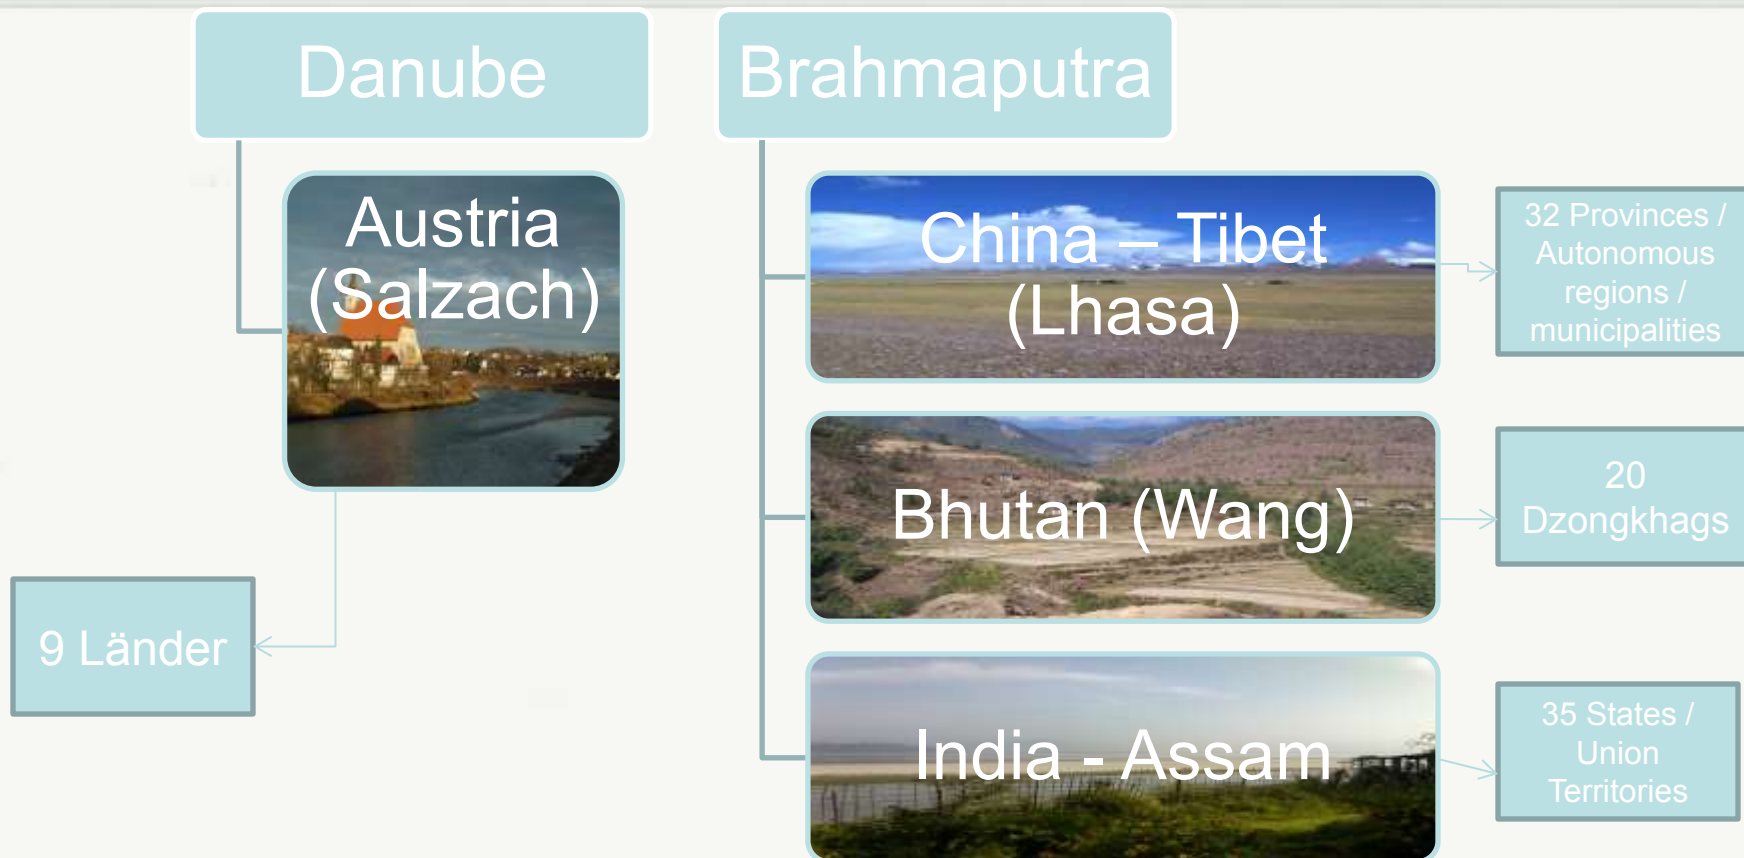 Danube
Austria
(Salzach)
9 Länder
Brahmaputra
China – Tibet
(Lhasa)
32 Provinces /
Autonomous
regions /
municipalities
Bhutan (Wang)
20
Dzongkhags
India - Assam
35 States /
Union
Territories